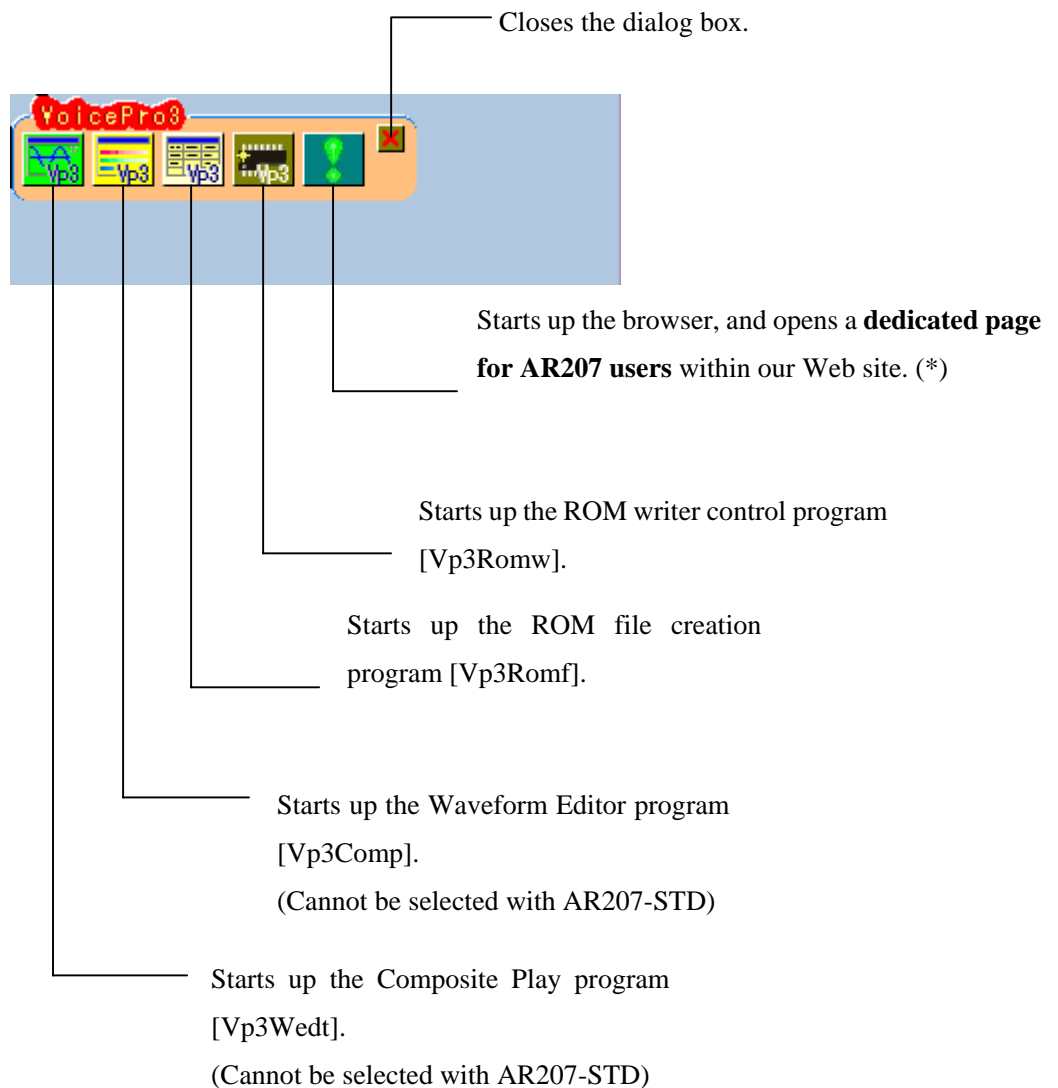 Closes the dialog box.
VoicePro3
Vp3 Vp3 Vp3 Vp3
Starts up the browser, and opens a dedicated page
for AR207 users within our Web site. (*)
Starts up the ROM writer control program
[Vp3Romw].
Starts up the ROM file creation
program [Vp3Romf].
Starts up the Waveform Editor program
[Vp3Comp].
(Cannot be selected with AR207-STD)
Starts up the Composite Play program
[Vp3Wedt].
(Cannot be selected with AR207-STD)